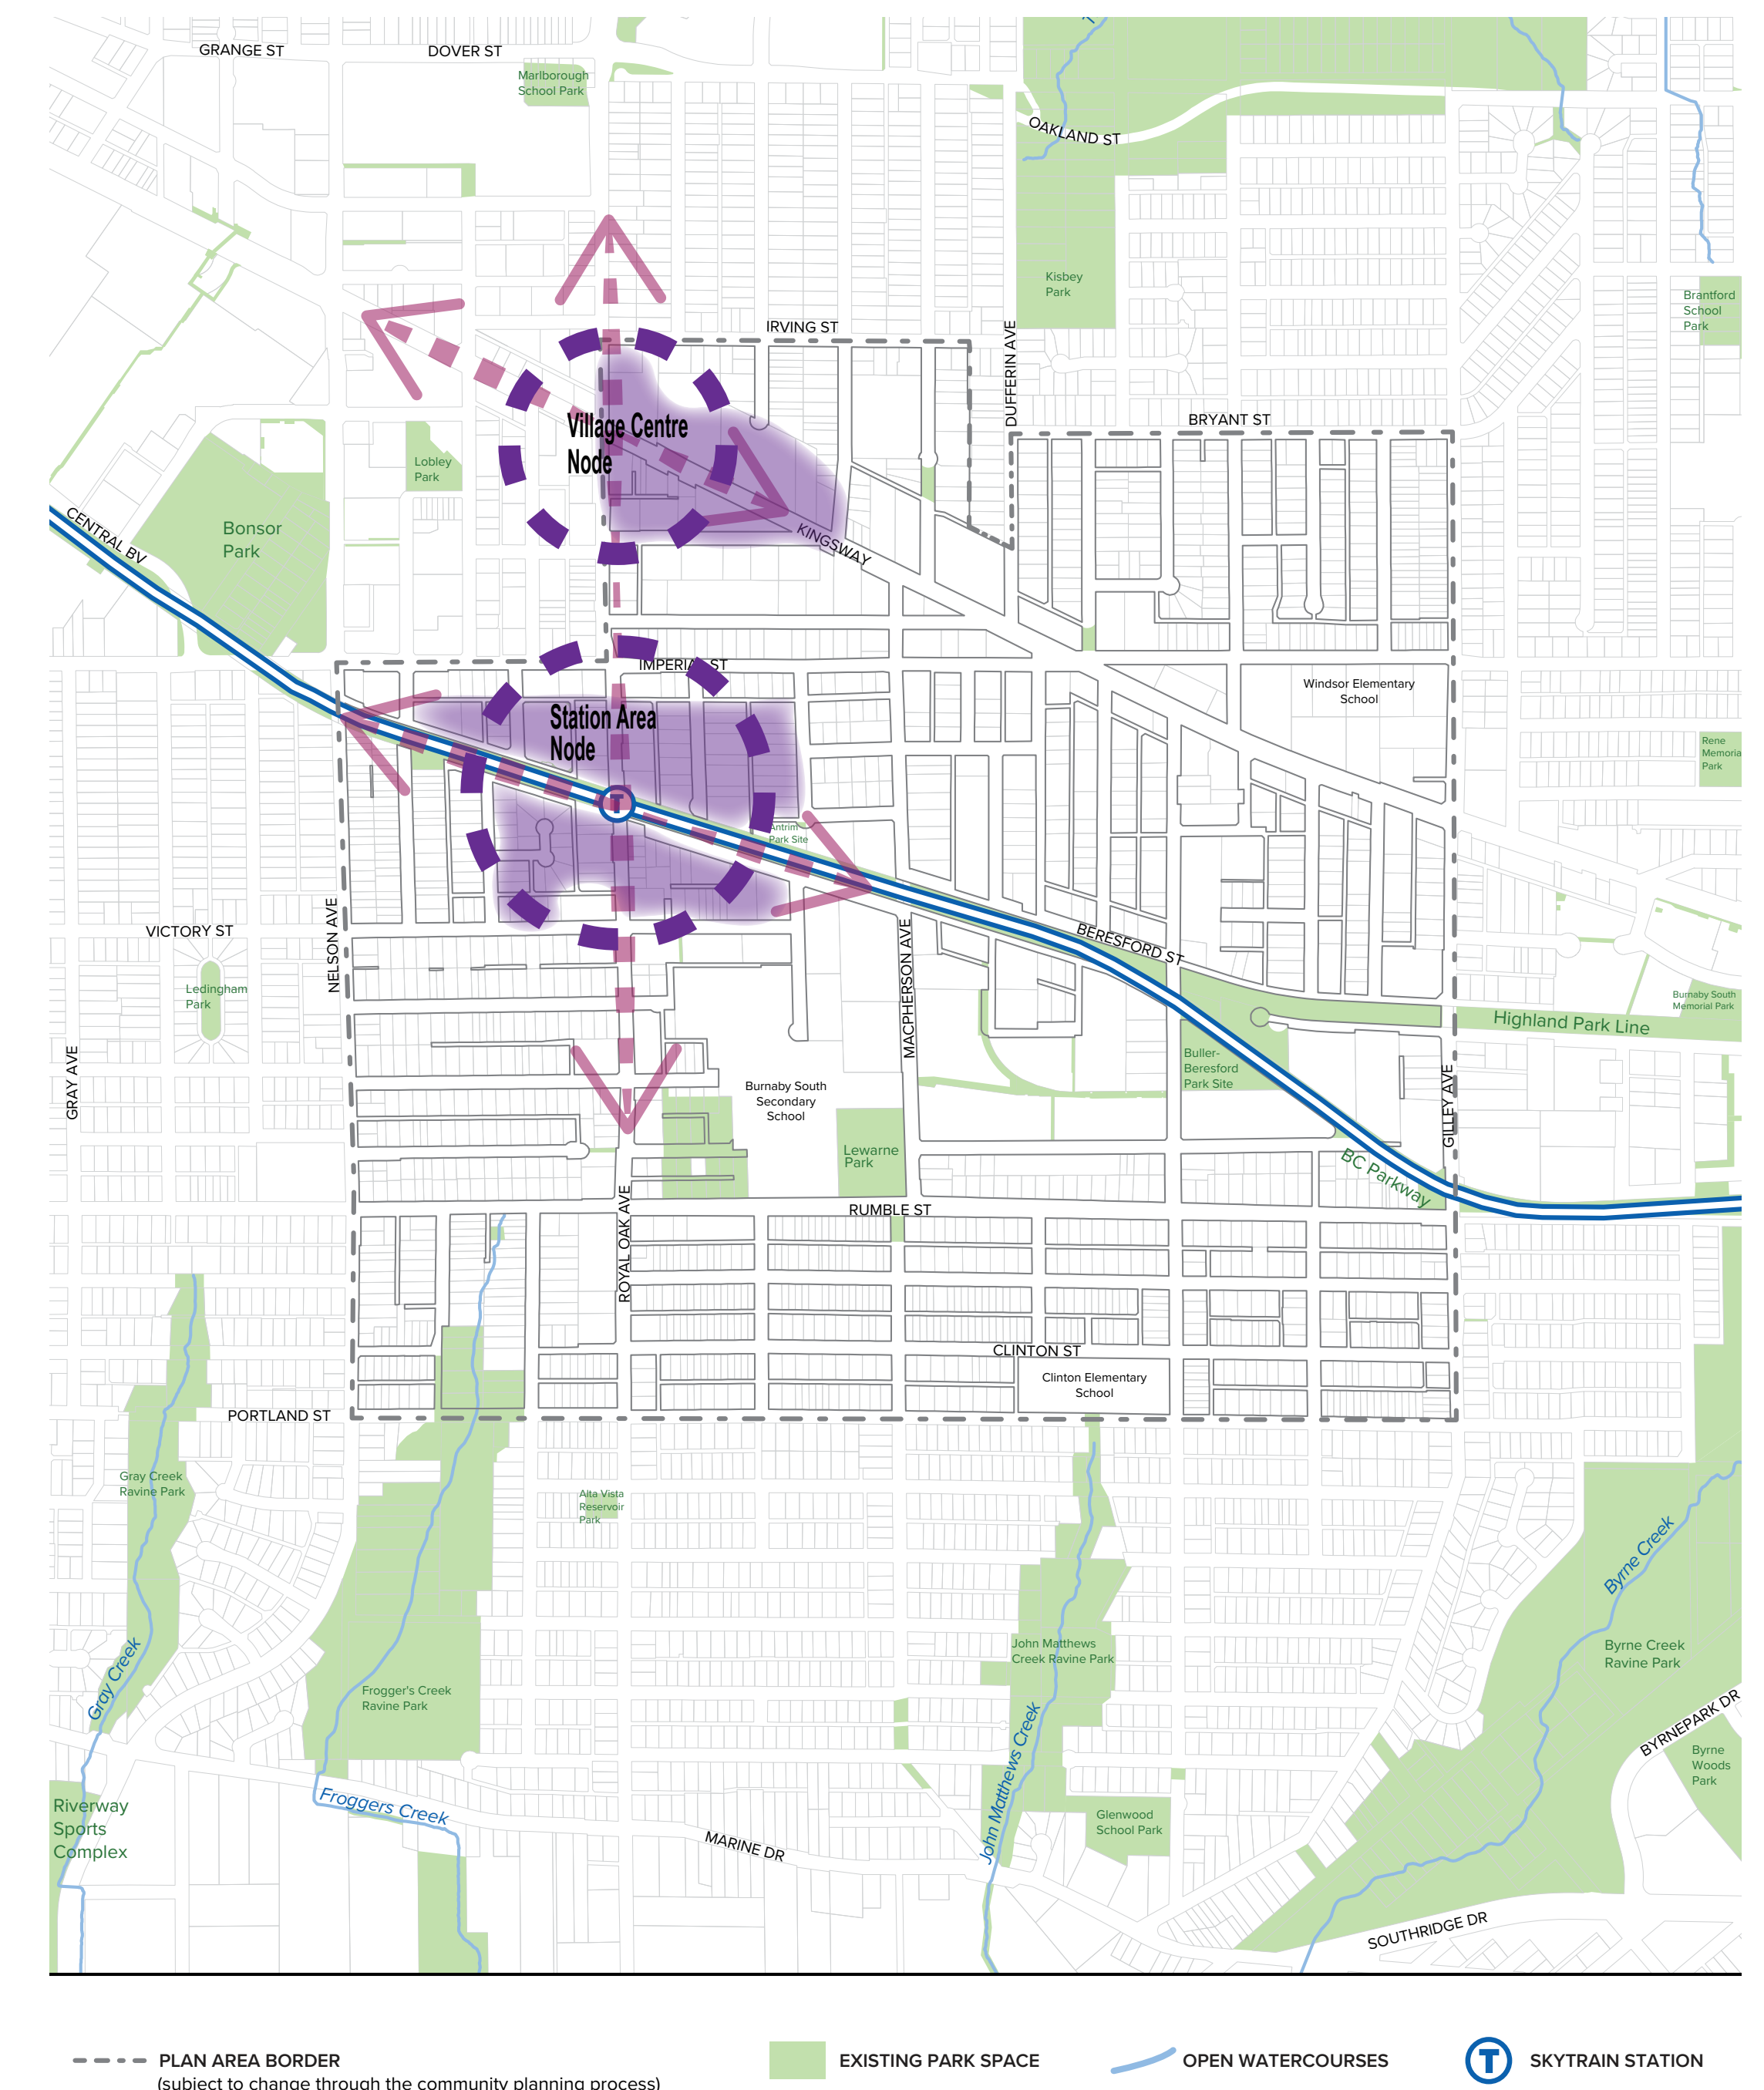 GRANGE ST
DOVER ST
Marlborough
School Park
OAKLAND ST
Kisbey
Park
Brantford
School
Park
IRVING ST
DUFFERIN AVE
BRYANT ST
Village Centre
Node
Lobley
Park
Bonsor
Park
CENTRAL BV
KINGSWAY
IMPERIAL ST
Windsor Elementary
School
Station Area
Node
Rene
Memoria
Park
T
Antrim
Park Site
NELSON AVE
VICTORY ST
MACPHERSON AVE
BERESFORD ST
Ledingham
Park
Burnaby South
Memorial Park
Highland Park Line
GRAY AVE
Buller-
Beresford
Park Site
GILLEY AVE
Burnaby South
Secondary
School
Lewarne
Park
BC Parkway
ROYAL OAK AVE
RUMBLE ST
CLINTON ST
Clinton Elementary
School
PORTLAND ST
Gray Creek
Ravine Park
Alta Vista
Reservoir
Park
Byrne Creek
John Matthews
Creek Ravine Park
Byrne Creek
Ravine Park
Gray Creek
Frogger's Creek
Ravine Park
John Matthews Creek
BYRNEPARK DR
Byrne
Woods
Park
Riverway
Sports
Complex
Froggers Creek
Glenwood
School Park
MARINE DR
SOUTHRIDGE DR
PLAN AREA BORDER
(subject to change through the community planning process)
EXISTING PARK SPACE
OPEN WATERCOURSES
T
SKYTRAIN STATION